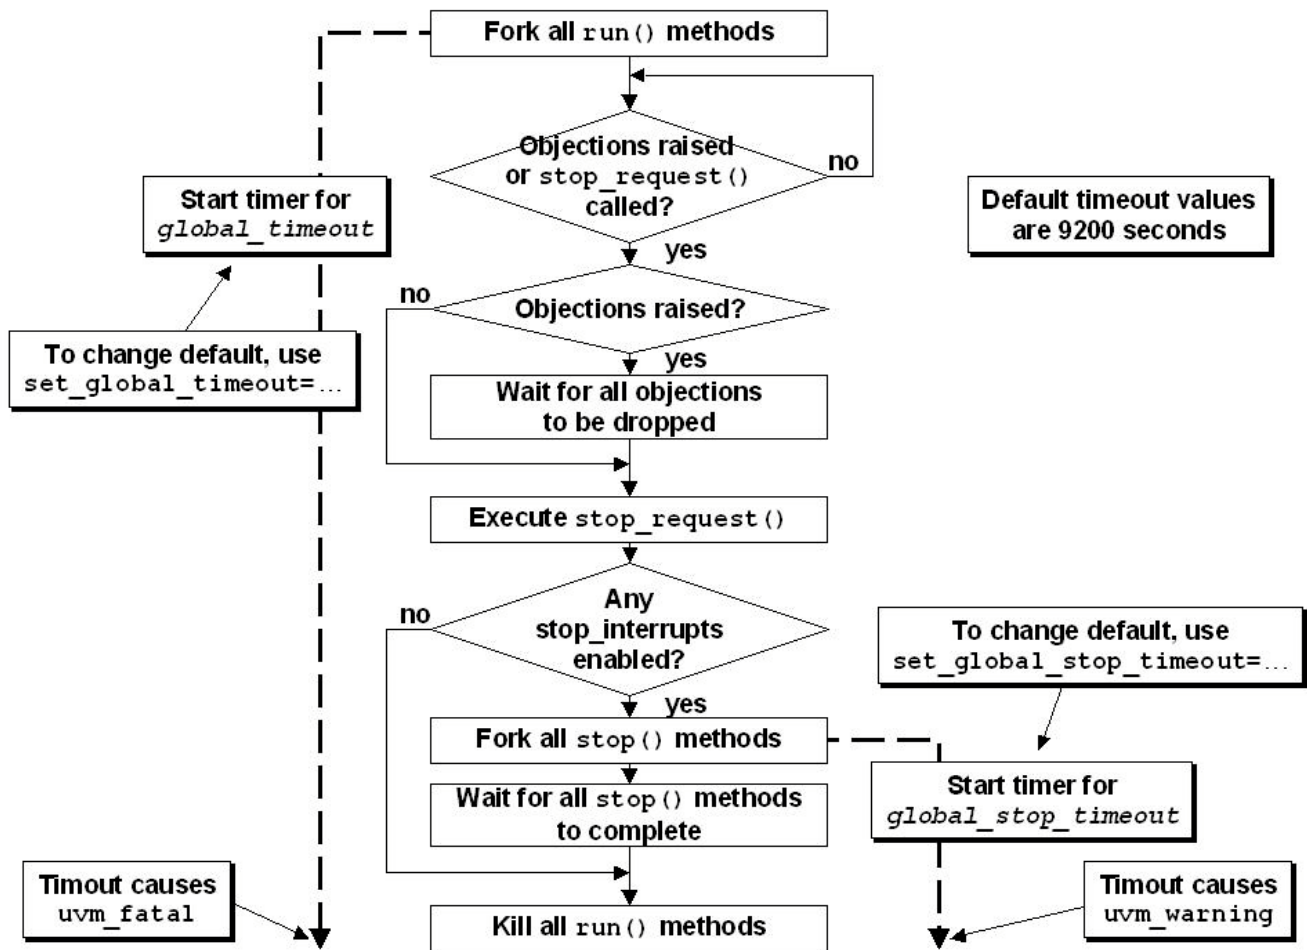 Fork all run() methods
Objections raised
or stop_request()
called?
no
Start timer for
global_timeout
Default timeout values
are 9200 seconds
yes
no
Objections raised?
To change default, use
set_global_timeout=...
yes
Wait for all objections
to be dropped
Execute stop_request()
no
Any
stop_interrupts
enabled?
To change default, use
set_global_stop_timeout=...
yes
Fork all stop() methods
Start timer for
global_stop_timeout
Wait for all stop() methods
to complete
Timout causes
uvm_fatal
Timout causes
uvm_warning
Kill all run() methods